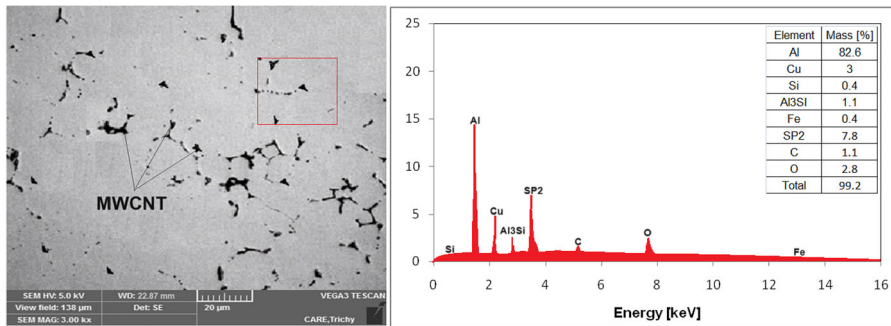 MWCNT
SEM HV: 5.0 kV WD: 22.87 mm VEGA3 TESCAN
View field: 138 µm Det: SE 20 µm
SEM MAG: 3.00 kx CARE,Trichy
25
20
15
10
5
0
0 2 4 6 8 10 12 14 16
Energy [keV]
Si
Al
Cu
Al3Si
SP2
C
O
Fe
Element Mass [%]
Al 82.6
Cu 3
Si 0.4
Al3SI 1.1
Fe 0.4
SP2 7.8
C 1.1
O 2.8
Total 99.2